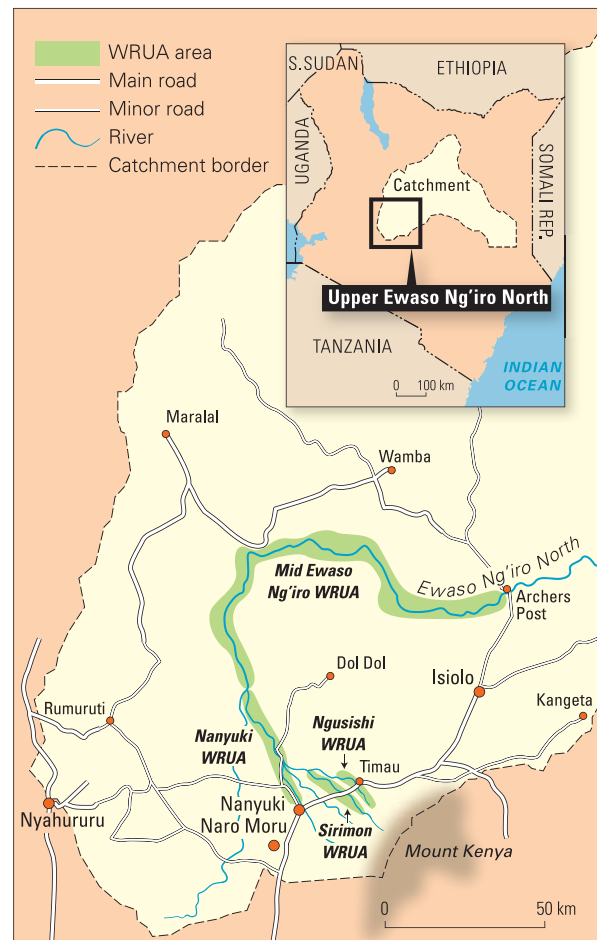 WRUA area
Main road
Minor road
River
Catchment border
S.SUDAN
ETHIOPIA
UGANDA
SOMALI REP.
Catchment
Upper Ewaso Ng'iro North
TANZANIA
INDIAN
OCEAN
0 100 km
Maralal
Wamba
Mid Ewaso
Ng'iro WRUA
Ewaso Ng'iro North
Archers
Post
Dol Dol
Isiolo
Kangeta
Rumuruti
Nanyuki
WRUA
Ngusishi
WRUA
Timau
Nyahururu
Nanyuki
Naro Moru
Sirimon
WRUA
Mount Kenya
0 50 km